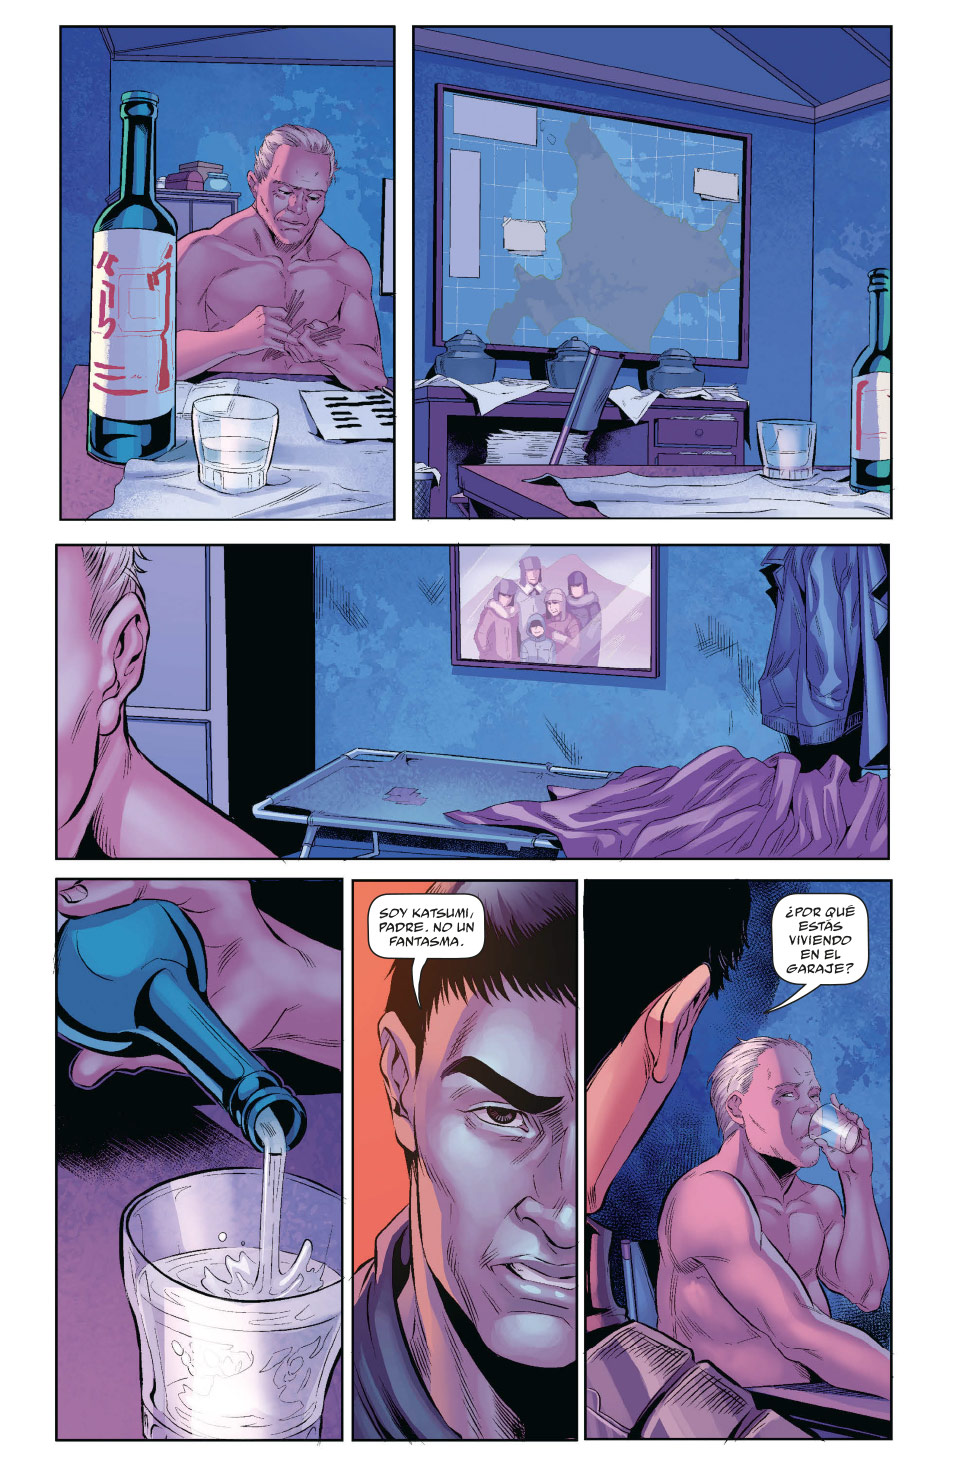 SOY KATSUMI,
PADRE. NO UN
FANTASMA.
¿POR QUÉ
ESTÁS
VIVIENDO
EN EL
GARAJE?